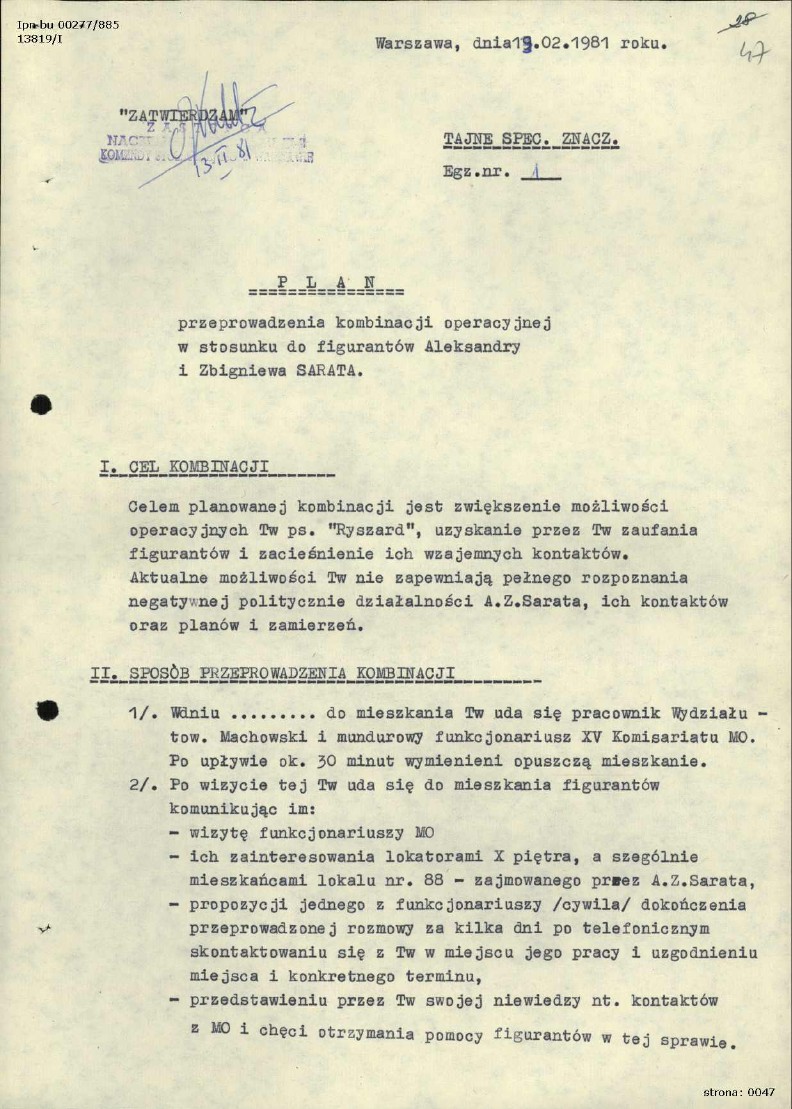 Ipn bu 00277/885
13819/I
28
47
Warszawa, dnia 19.02.1981 roku.
"ZATWIERDZAM"
13 II 81
TAJNE SPEC. ZNACZ.
Egz.nr. 1
P L A N
przeprowadzenia kombinacji operacyjnej
w stosunku do figurantów Aleksandry
i Zbigniewa SARATA.
I. CEL KOMBINACJI
Celem planowanej kombinacji jest zwiększenie możliwości
operacyjnych Tw ps. "Ryszard", uzyskanie przez Tw zaufania
figurantów i zacieśnienie ich wzajemnych kontaktów.
Aktualne możliwości Tw nie zapewniają pełnego rozpoznania
negatywnej politycznie działalności A.Z.Sarata, ich kontaktów
oraz planów i zamierzeń.
II. SPOSÓB PRZEPROWADZENIA KOMBINACJI
1/. Wdniu ......... do mieszkania Tw uda się pracownik Wydziału -
tow. Machowski i mundurowy funkcjonariusz XV Komisariatu MO.
Po upływie ok. 30 minut wymienieni opuszczą mieszkanie.
2/. Po wizycie tej Tw uda się do mieszkania figurantów
komunikując im:
- wizytę funkcjonariuszy MO
- ich zainteresowania lokatorami X piętra, a szególnie
mieszkańcami lokalu nr. 88 - zajmowanego przez A.Z.Sarata,
- propozycji jednego z funkcjonariuszy /cywila/ dokończenia
przeprowadzonej rozmowy za kilka dni po telefonicznym
skontaktowaniu się z Tw w miejscu jego pracy i uzgodnieniu
miejsca i konkretnego terminu,
- przedstawieniu przez Tw swojej niewiedzy nt. kontaktów
z MO i chęci otrzymania pomocy figurantów w tej sprawie.
strona: 0047